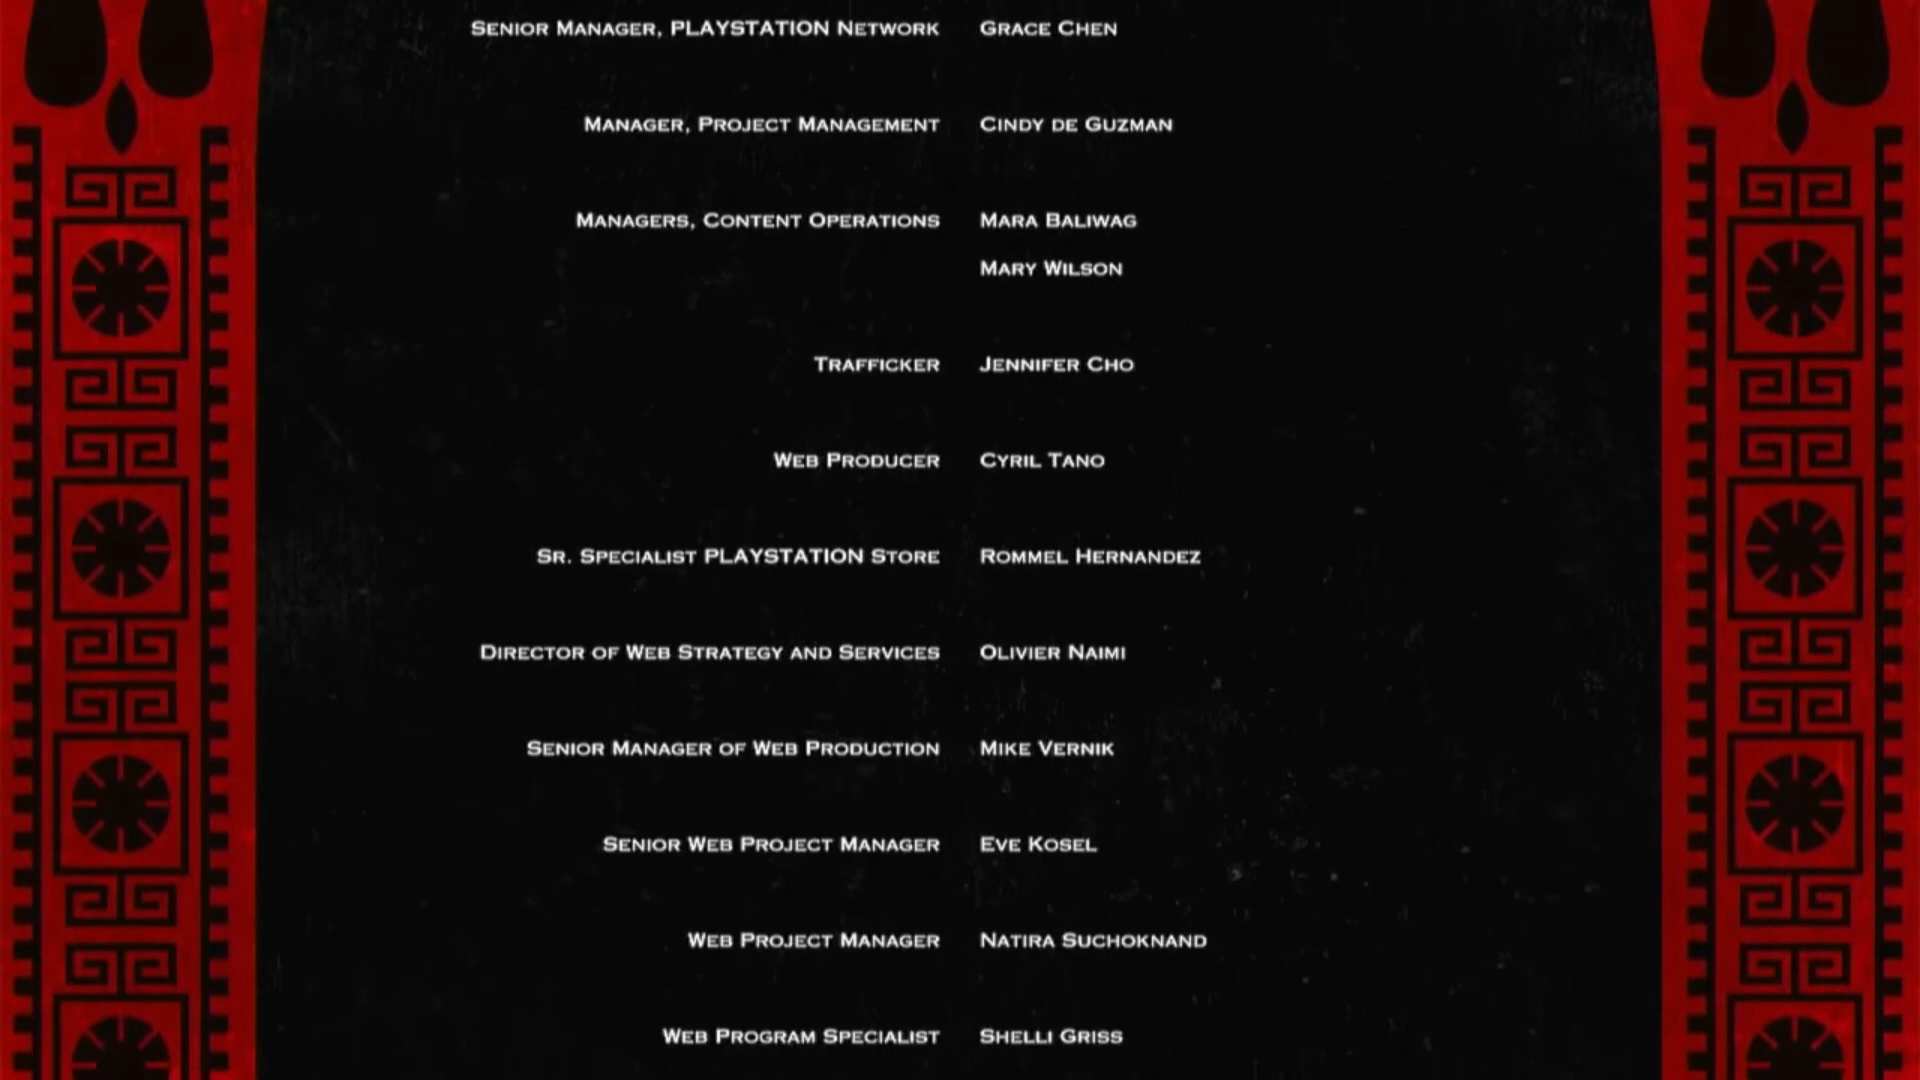 Senior Manager, PLAYSTATION Network Grace Chen
Manager, Project Management Cindy de Guzman
Managers, Content Operations Mara Baliwag
Mary Wilson
Trafficker Jennifer Cho
Web Producer Cyril Tano
Sr. Specialist PLAYSTATION Store Rommel Hernandez
Director of Web Strategy and Services Olivier Naimi
Senior Manager of Web Production Mike Vernik
Senior Web Project Manager Eve Kosel
Web Project Manager Natira Suchoknand
Web Program Specialist Shelli Griss